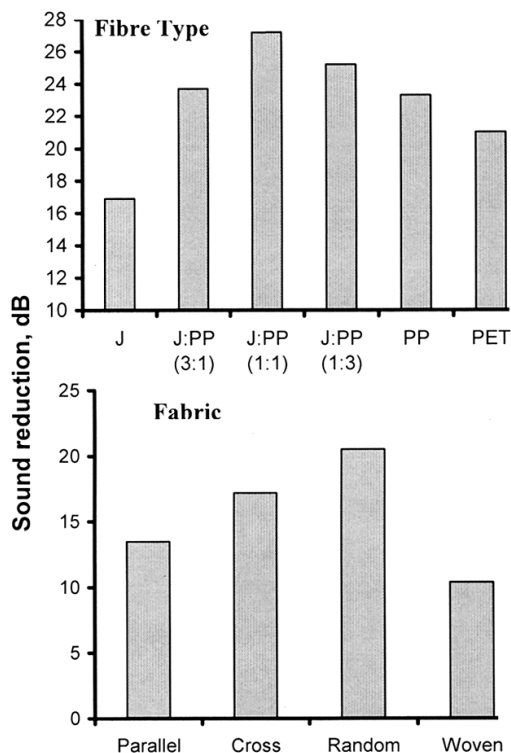 Fibre Type
28
26
24
22
20
18
16
14
12
10
J J:PP J:PP J:PP PP PET
(3:1) (1:1) (1:3)
Sound reduction, dB
Fabric
25
20
15
10
5
0
Parallel Cross Random Woven